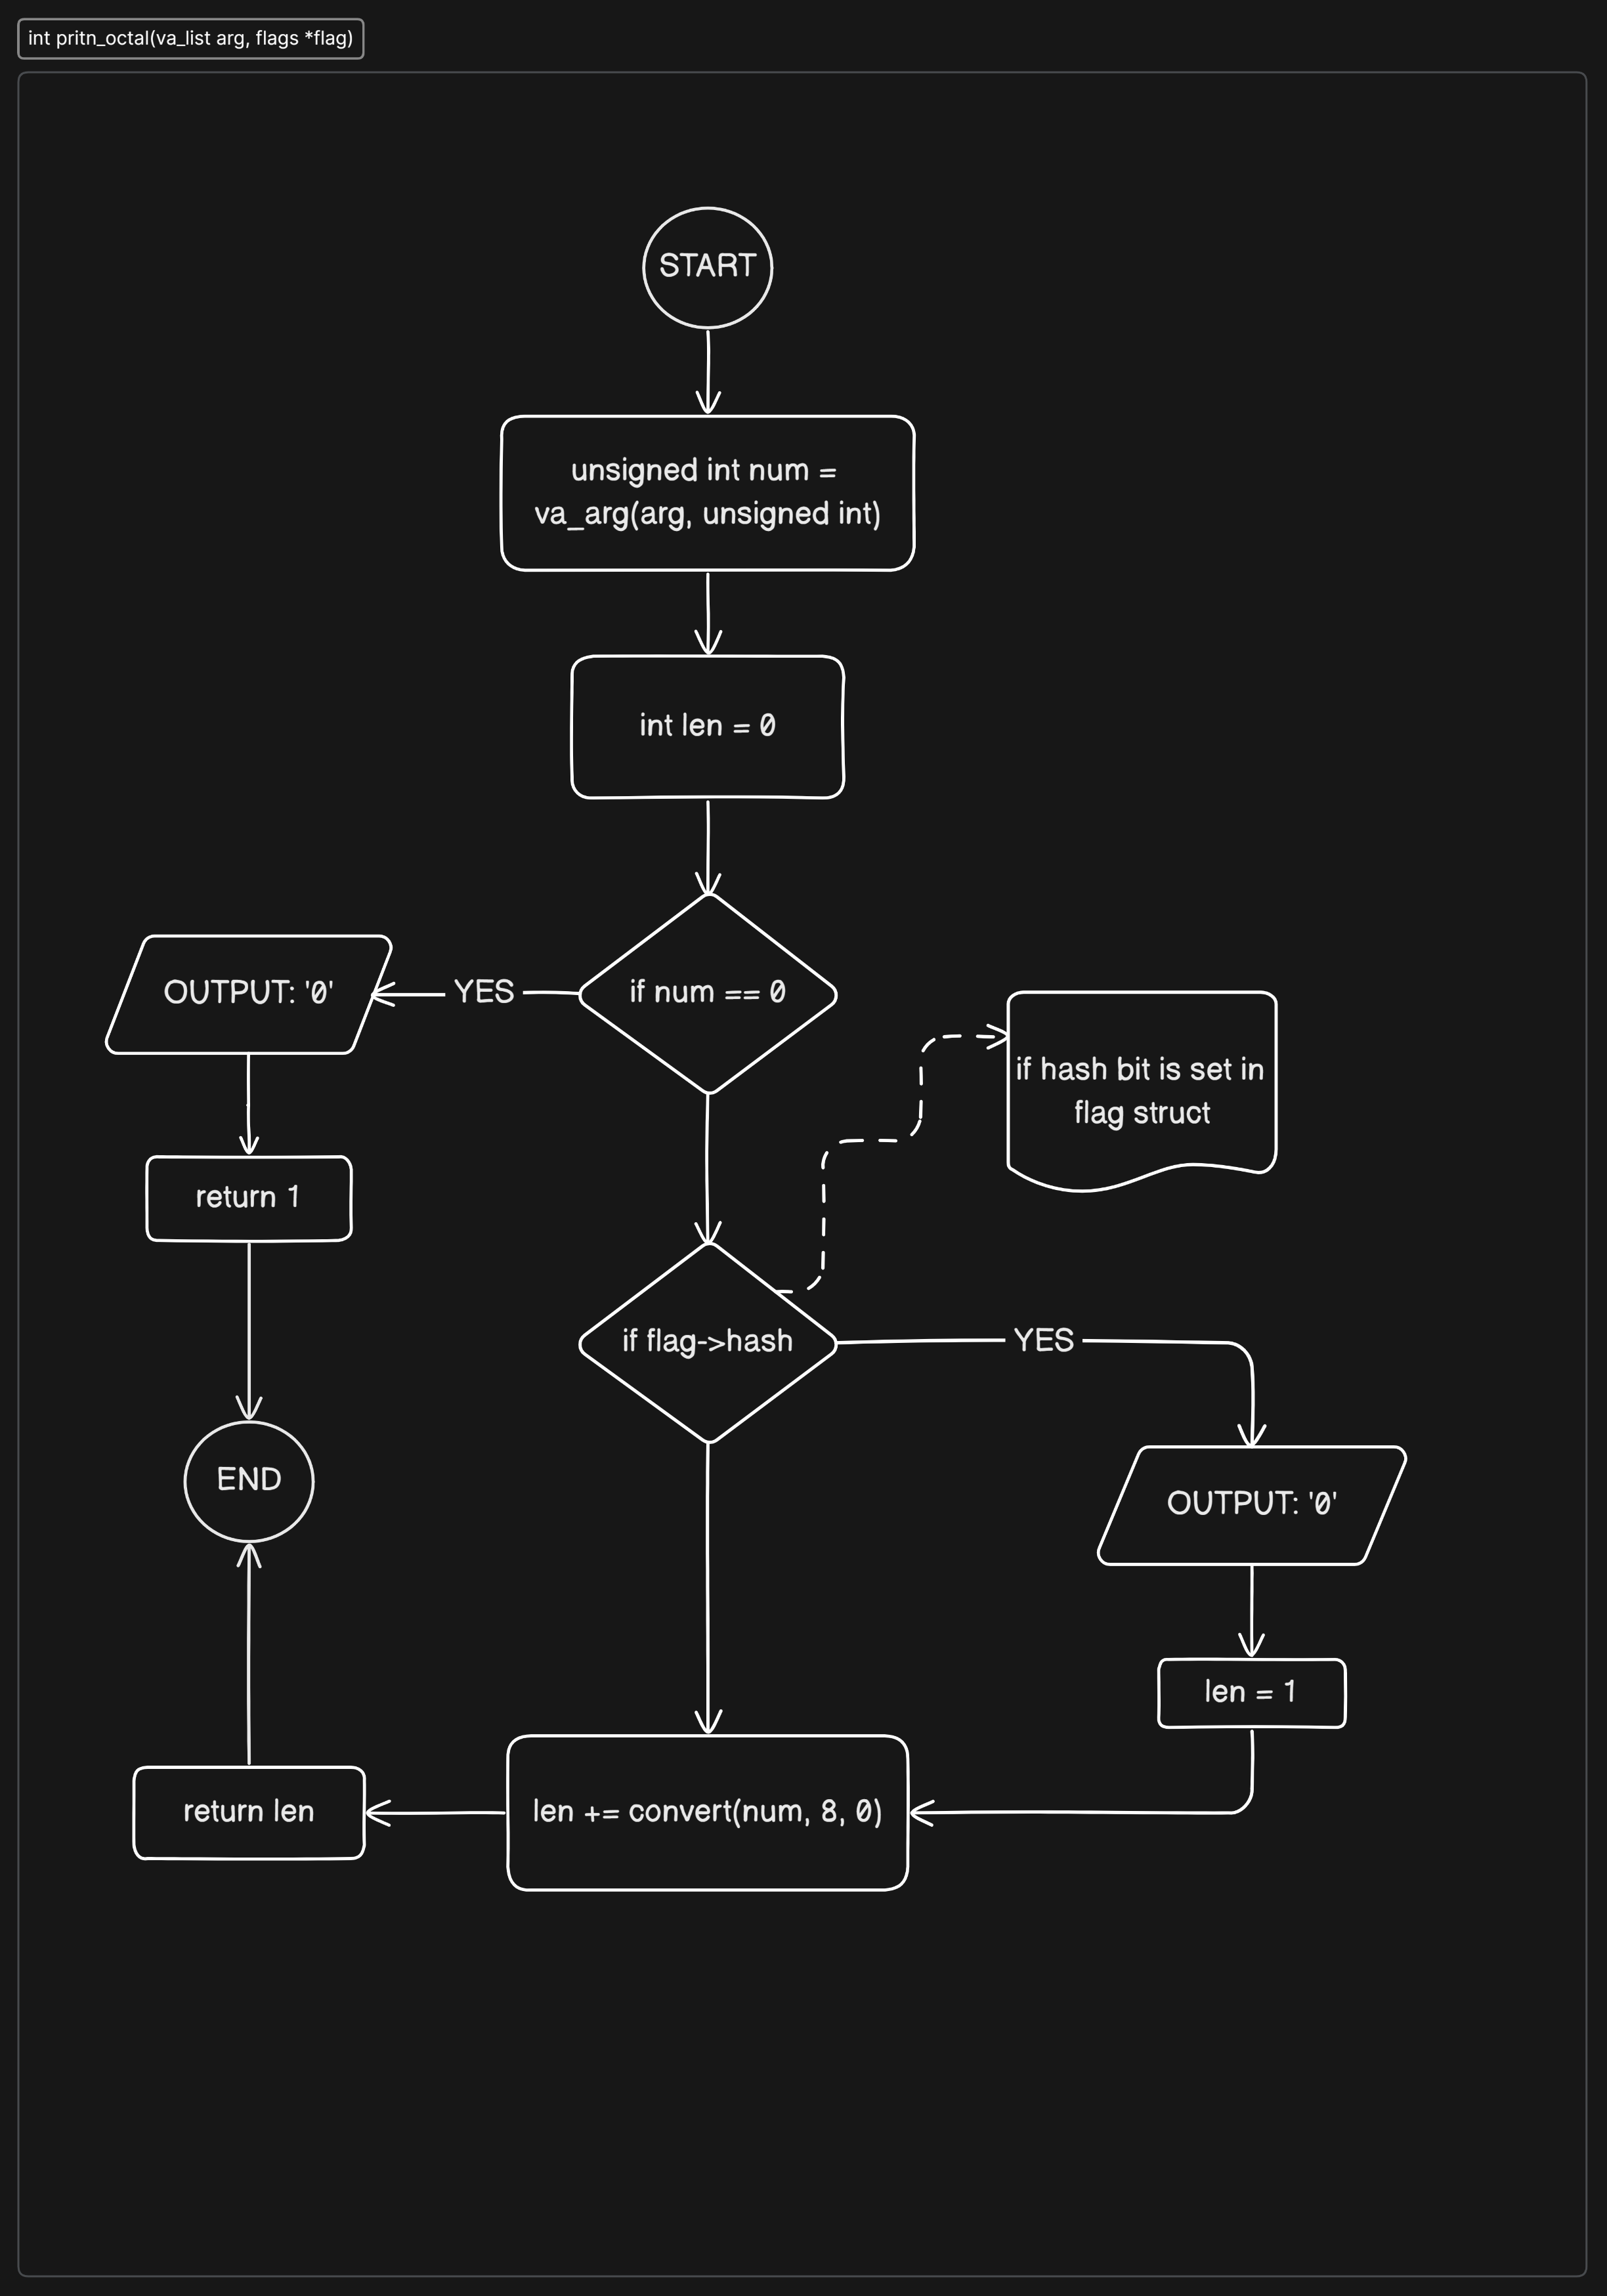 int pritn_octal(va_list arg, flags *flag)
START
unsigned int num =
va_arg(arg, unsigned int)
int len = 0
if num == 0
YES
OUTPUT: '0'
return 1
if hash bit is set in
flag struct
if flag->hash
YES
OUTPUT: '0'
len = 1
len += convert(num, 8, 0)
return len
END